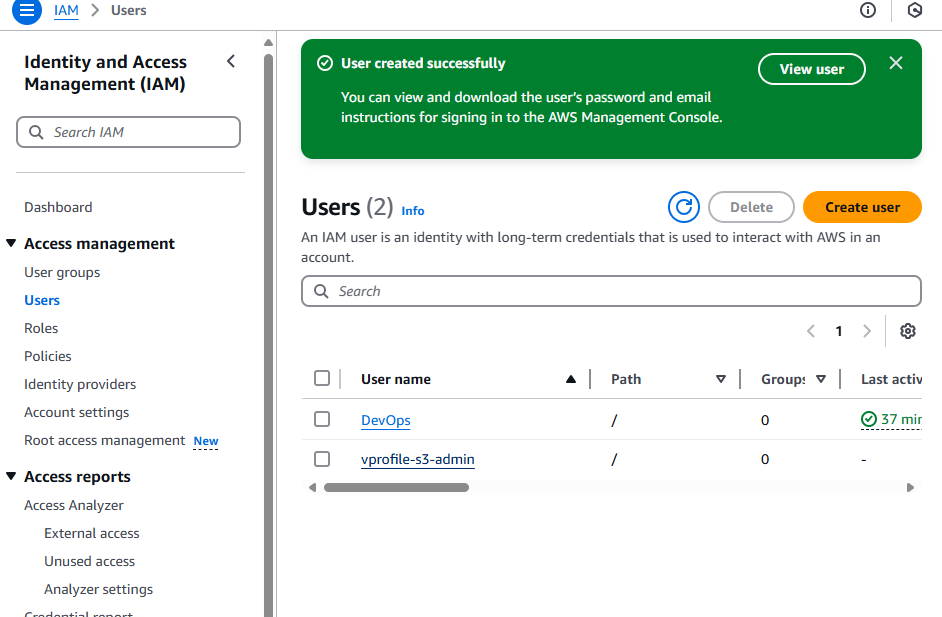 IAM > Users
Identity and Access
Management (IAM)
Search IAM
Dashboard
Access management
User groups
Users
Roles
Policies
Identity providers
Account settings
Root access management New
Access reports
Access Analyzer
External access
Unused access
Analyzer settings
Credential report
User created successfully
View user
You can view and download the user's password and email
instructions for signing in to the AWS Management Console.
Users (2) Info
Delete
Create user
An IAM user is an identity with long-term credentials that is used to interact with AWS in an
account.
Search
1
User name Path Groups Last activ
DevOps / 0 37 min
vprofile-s3-admin / 0 -